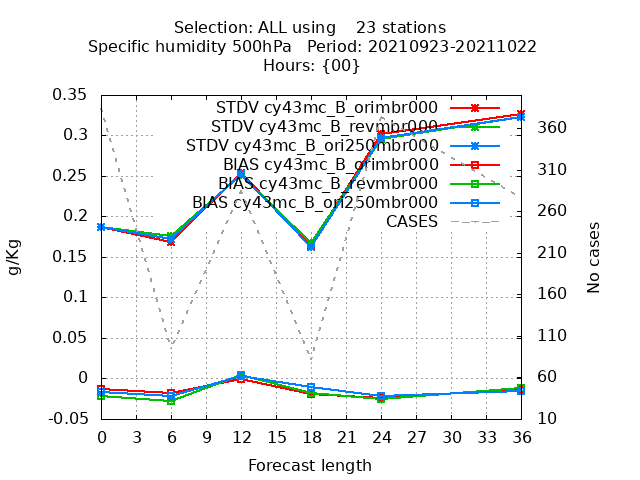 Selection: ALL using 23 stations
Specific humidity 500hPa Period: 20210923-20211022
Hours: {00}
0.35
0.3
0.25
0.2
0.15
0.1
0.05
0
-0.05
g/Kg
STDV cy43mc_B_orimbr000
STDV cy43mc_B_revmbr000
STDV cy43mc_B_ori250mbr000
BIAS cy43mc_B_orimbr000
BIAS cy43mc_B_revmbr000
BIAS cy43mc_B_ori250mbr000
CASES
360
310
260
210
160
110
60
10
No cases
0 3 6 9 12 15 18 21 24 27 30 33 36
Forecast length